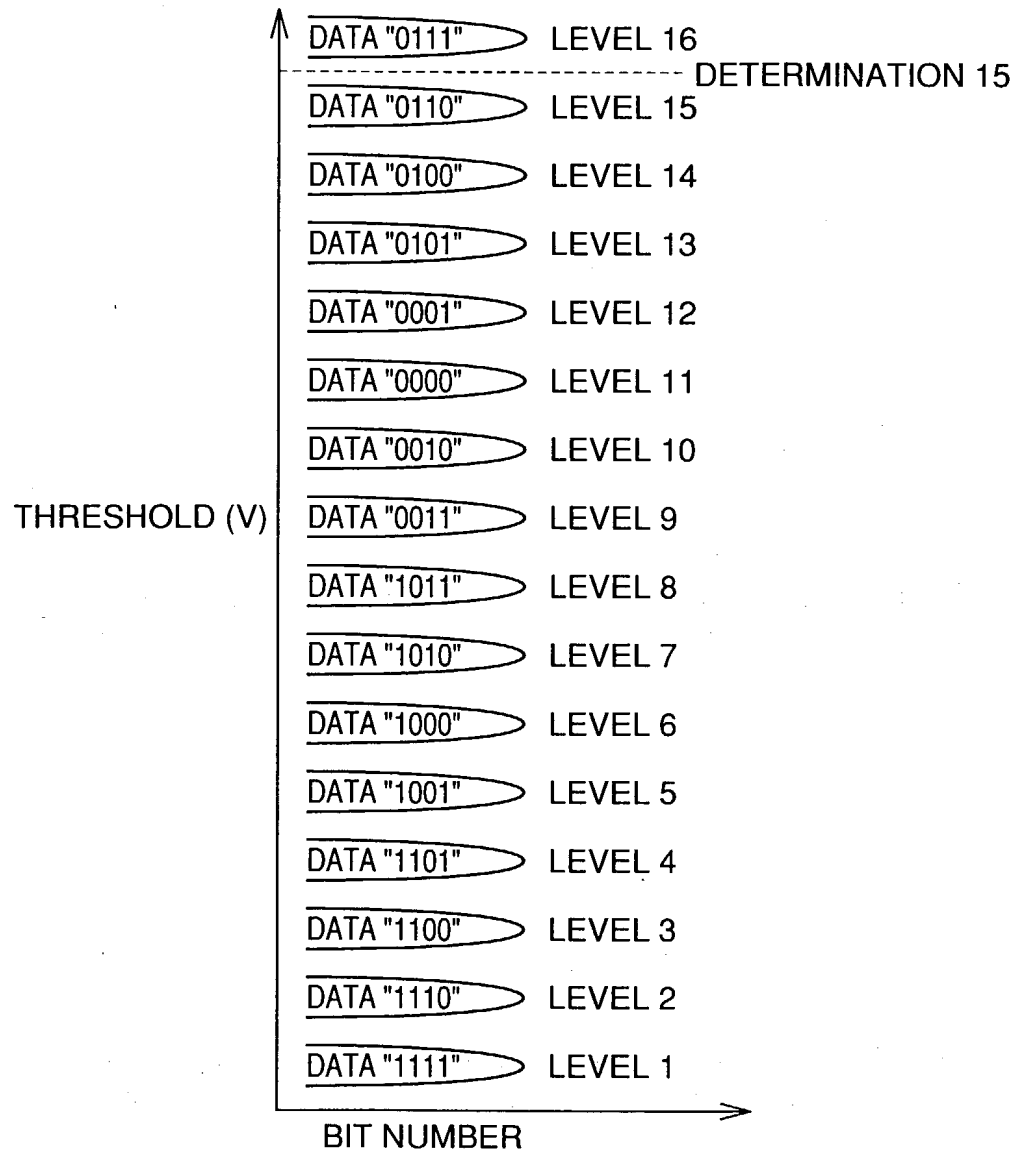 DATA "0111" LEVEL 16
DETERMINATION 15
DATA "0110" LEVEL 15
DATA "0100" LEVEL 14
DATA "0101" LEVEL 13
DATA "0001" LEVEL 12
DATA "0000" LEVEL 11
DATA "0010" LEVEL 10
THRESHOLD (V) DATA "0011" LEVEL 9
DATA "1011" LEVEL 8
DATA "1010" LEVEL 7
DATA "1000" LEVEL 6
DATA "1001" LEVEL 5
DATA "1101" LEVEL 4
DATA "1100" LEVEL 3
DATA "1110" LEVEL 2
DATA "1111" LEVEL 1
BIT NUMBER